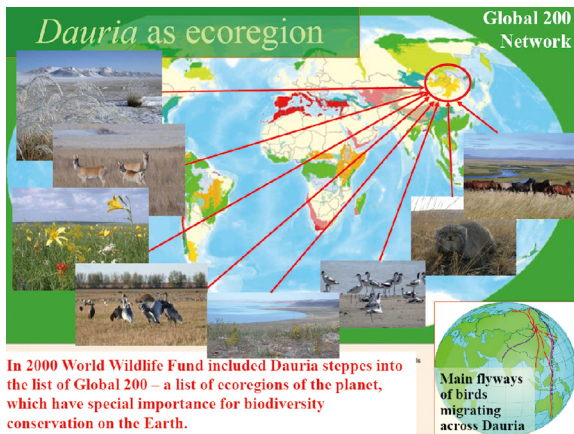 Dauria as ecoregion
Global 200
Network
In 2000 World Wildlife Fund included Dauria steppes into
the list of Global 200 – a list of ecoregions of the planet,
which have special importance for biodiversity
conservation on the Earth.
Main flyways
of birds
migrating
across Dauria